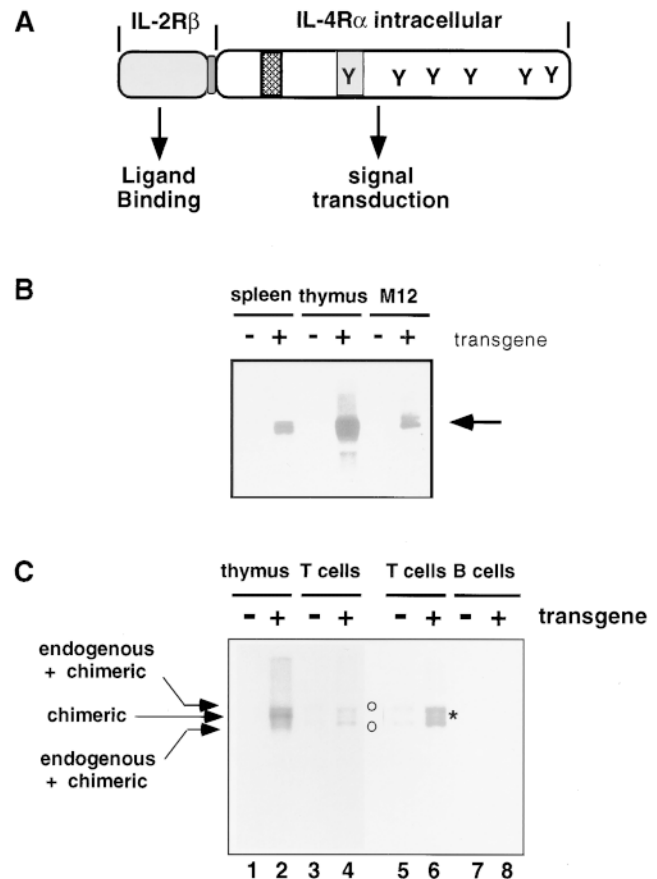 A
IL-2Rβ IL-4Rα intracellular
Y Y Y Y Y Y
Ligand Binding
signal transduction
B
spleen thymus M12
- + - + - + transgene
C
thymus T cells T cells B cells
- + - + - + - + transgene
endogenous
+ chimeric
chimeric
endogenous
+ chimeric
*
1 2 3 4 5 6 7 8